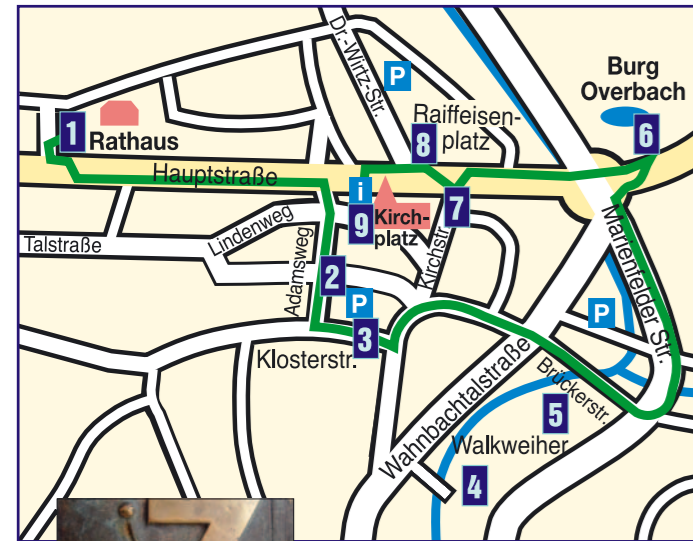 Dr.-Wirtz-Str.
P
Burg
Overbach
Raiffeisen-
platz
1
Rathaus
8
6
Hauptstraße
i
7
9
Kirch-
platz
Lindenweg
Talstraße
Adamsweg
Kirchstr.
Marienfelder Str.
2
P
P
3
Klosterstr.
Wahnbachtalstraße
Brückerstr.
5
Walkweiher
4